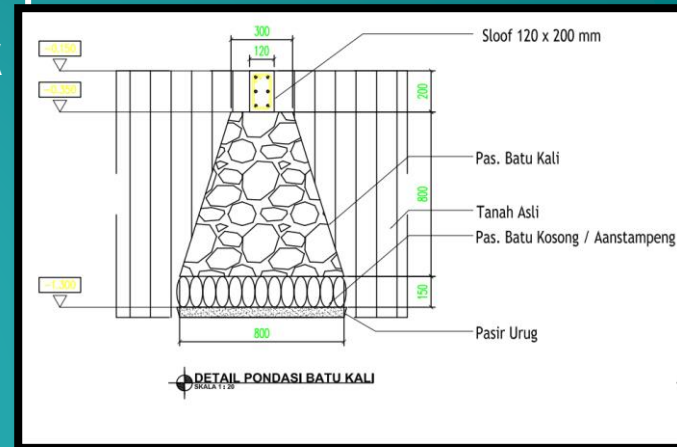 300
120
Sloof 120 x 200 mm
-0.150
-0.350
200
Pas. Batu Kali
800
Tanah Asli
Pas. Batu Kosong / Aanstampeng
-1.300
150
800
Pasir Urug
DETAIL PONDASI BATU KALI
SKALA 1 : 20